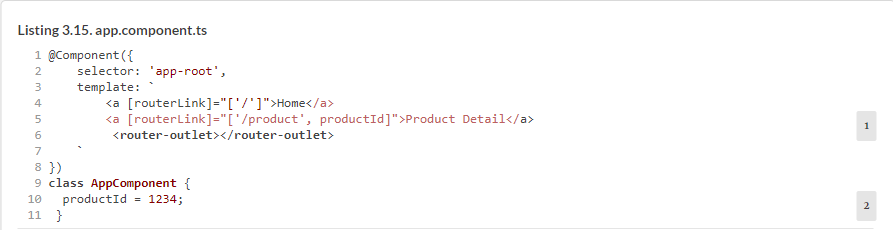 Listing 3.15. app.component.ts
1 @Component({
2     selector: 'app-root',
3     template: `
4         <a [routerLink]="['/']">Home</a>
5         <a [routerLink]="['/product', productId]">Product Detail</a>
1
6          <router-outlet></router-outlet>
7     `
8 })
9 class AppComponent {
10   productId = 1234;
2
11  }